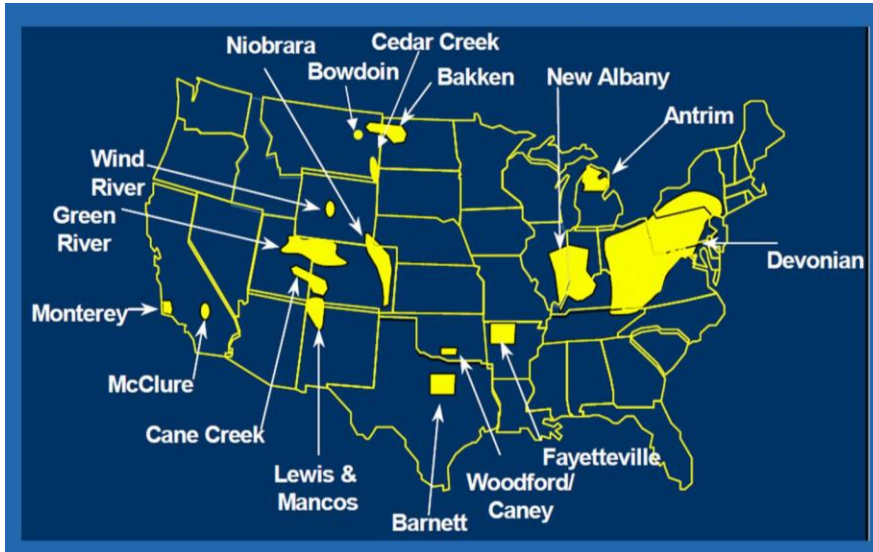 Cedar Creek
Niobrara
Bowdoin
Bakken
New Albany
Antrim
Wind
River
Green
River
Devonian
Monterey
McClure
Cane Creek
Fayetteville
Lewis &
Mancos
Woodford/
Caney
Barnett